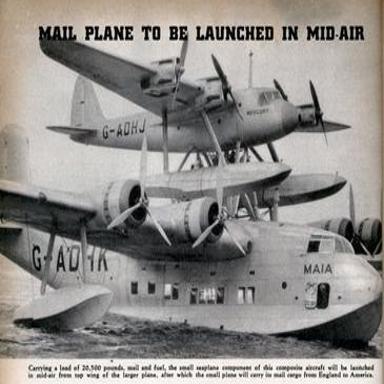 MAIL PLANE TO BE LAUNCHED IN MID-AIR
G-ADHJ
MERCURY
G-ADHK
MAIA
Carrying a load of 20,500 pounds, mail and fuel, the small seaplane component of this composite aircraft will be launched
in mid-air from top wing of the larger plane, after which the small plane will carry its mail cargo from England to America.